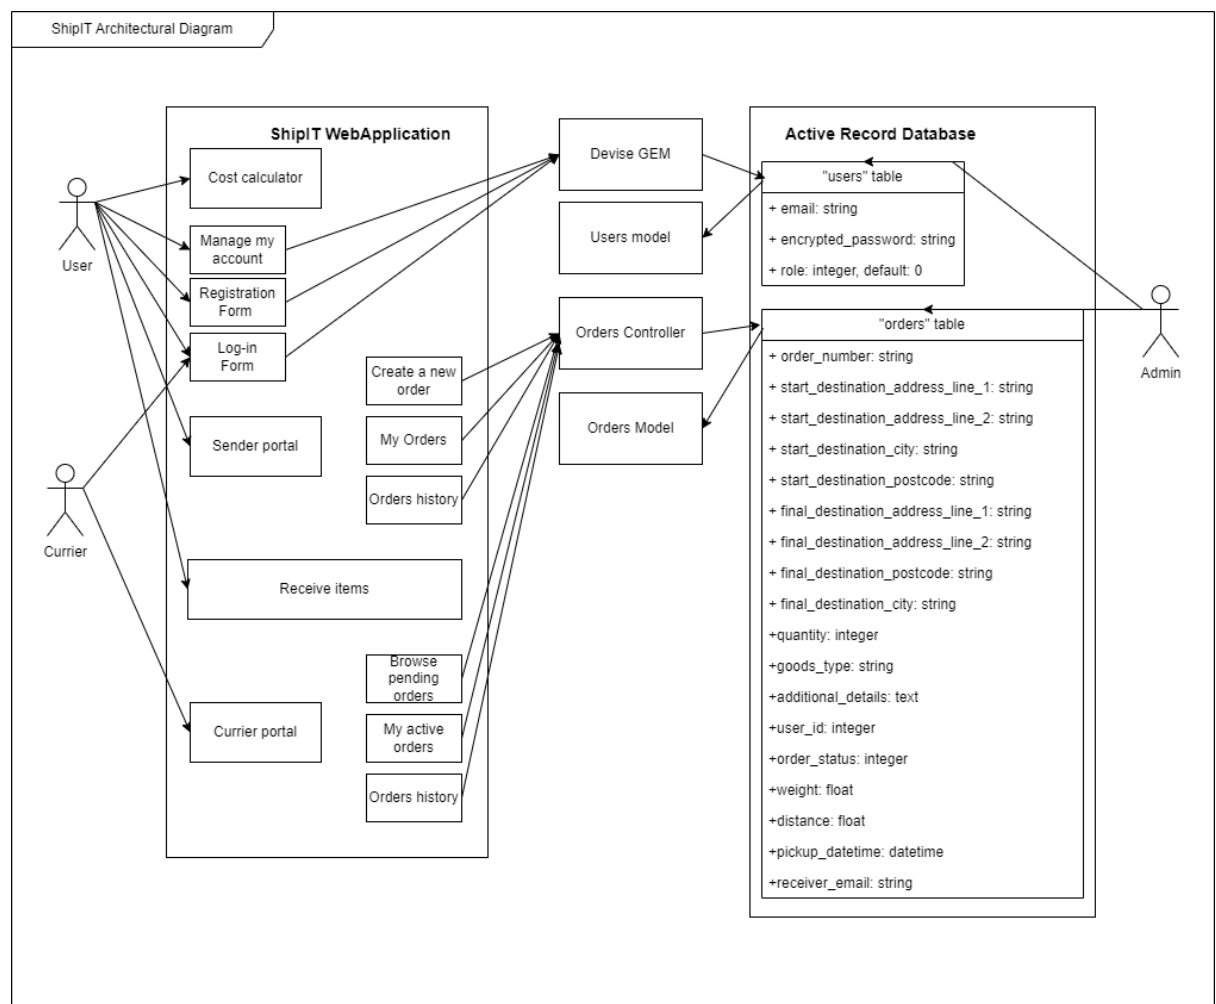 ShipIT Architectural Diagram
ShipIT WebApplication
Cost calculator
Manage my
account
Registration
Form
Log-in
Form
Create a new
order
My Orders
Sender portal
Orders history
Receive items
Browse
pending
orders
Currier portal
My active
orders
Orders history
User
Currier
Devise GEM
Users model
Orders Controller
Orders Model
Active Record Database
"users" table
+ email: string
+ encrypted_password: string
+ role: integer, default: 0
"orders" table
+ order_number: string
+ start_destination_address_line_1: string
+ start_destination_address_line_2: string
+ start_destination_city: string
+ start_destination_postcode: string
+ final_destination_address_line_1: string
+ final_destination_address_line_2: string
+ final_destination_postcode: string
+ final_destination_city: string
+quantity: integer
+goods_type: string
+additional_details: text
+user_id: integer
+order_status: integer
+weight: float
+distance: float
+pickup_datetime: datetime
+receiver_email: string
Admin